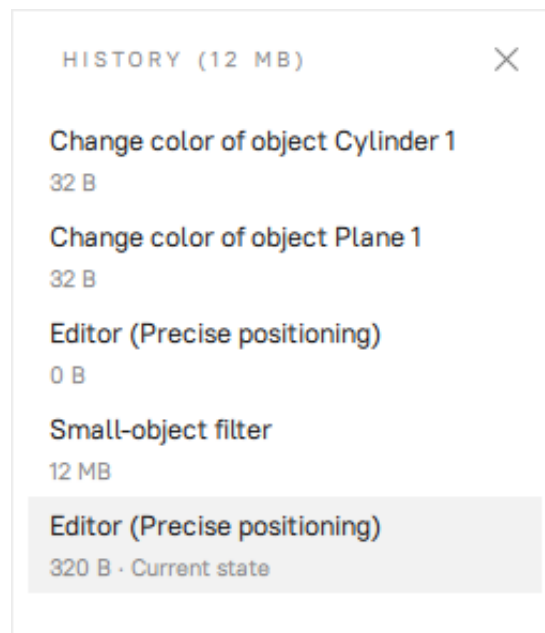 HISTORY (12 MB)
Change color of object Cylinder 1
32 B
Change color of object Plane 1
32 B
Editor (Precise positioning)
0 B
Small-object filter
12 MB
Editor (Precise positioning)
320 B · Current state